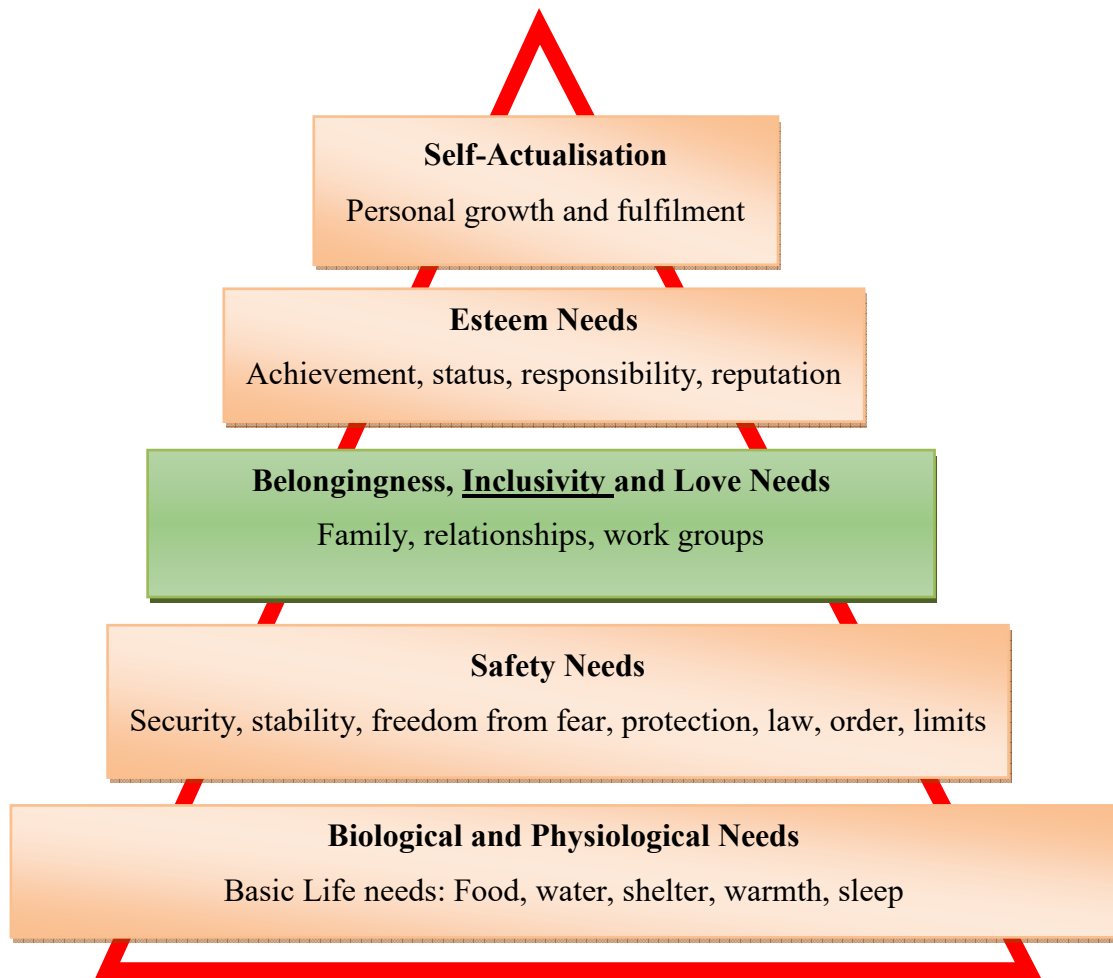 Self-Actualisation
Personal growth and fulfilment
Esteem Needs
Achievement, status, responsibility, reputation
Belongingness, Inclusivity and Love Needs
Family, relationships, work groups
Safety Needs
Security, stability, freedom from fear, protection, law, order, limits
Biological and Physiological Needs
Basic Life needs: Food, water, shelter, warmth, sleep